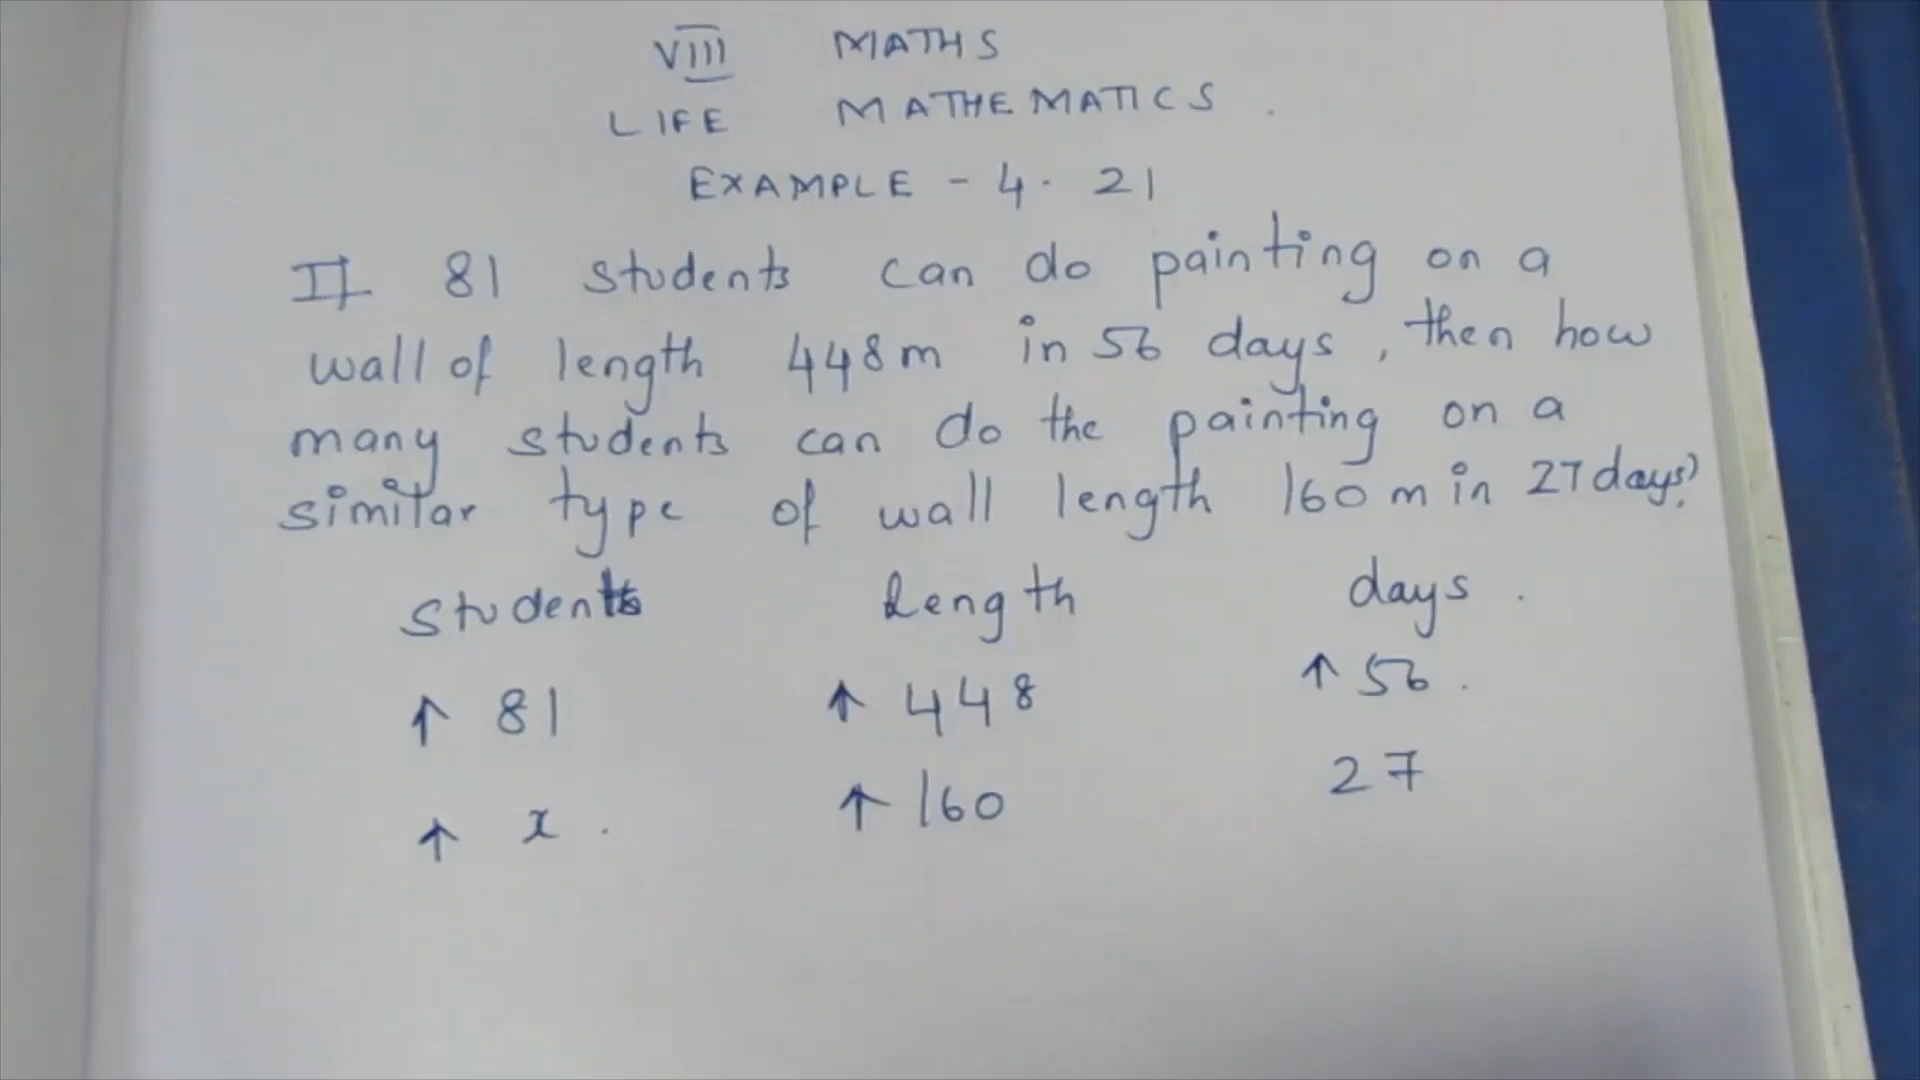 VIII MATHS
LIFE MATHEMATICS
EXAMPLE - 4. 21
If 81 students can do painting on a
wall of length 448m in 56 days, then how
many students can do the painting on a
similar type of wall length 160 m in 27 days?
students Length days.
↑ 81 ↑ 448 ↑ 56.
↑ x. ↑ 160 27